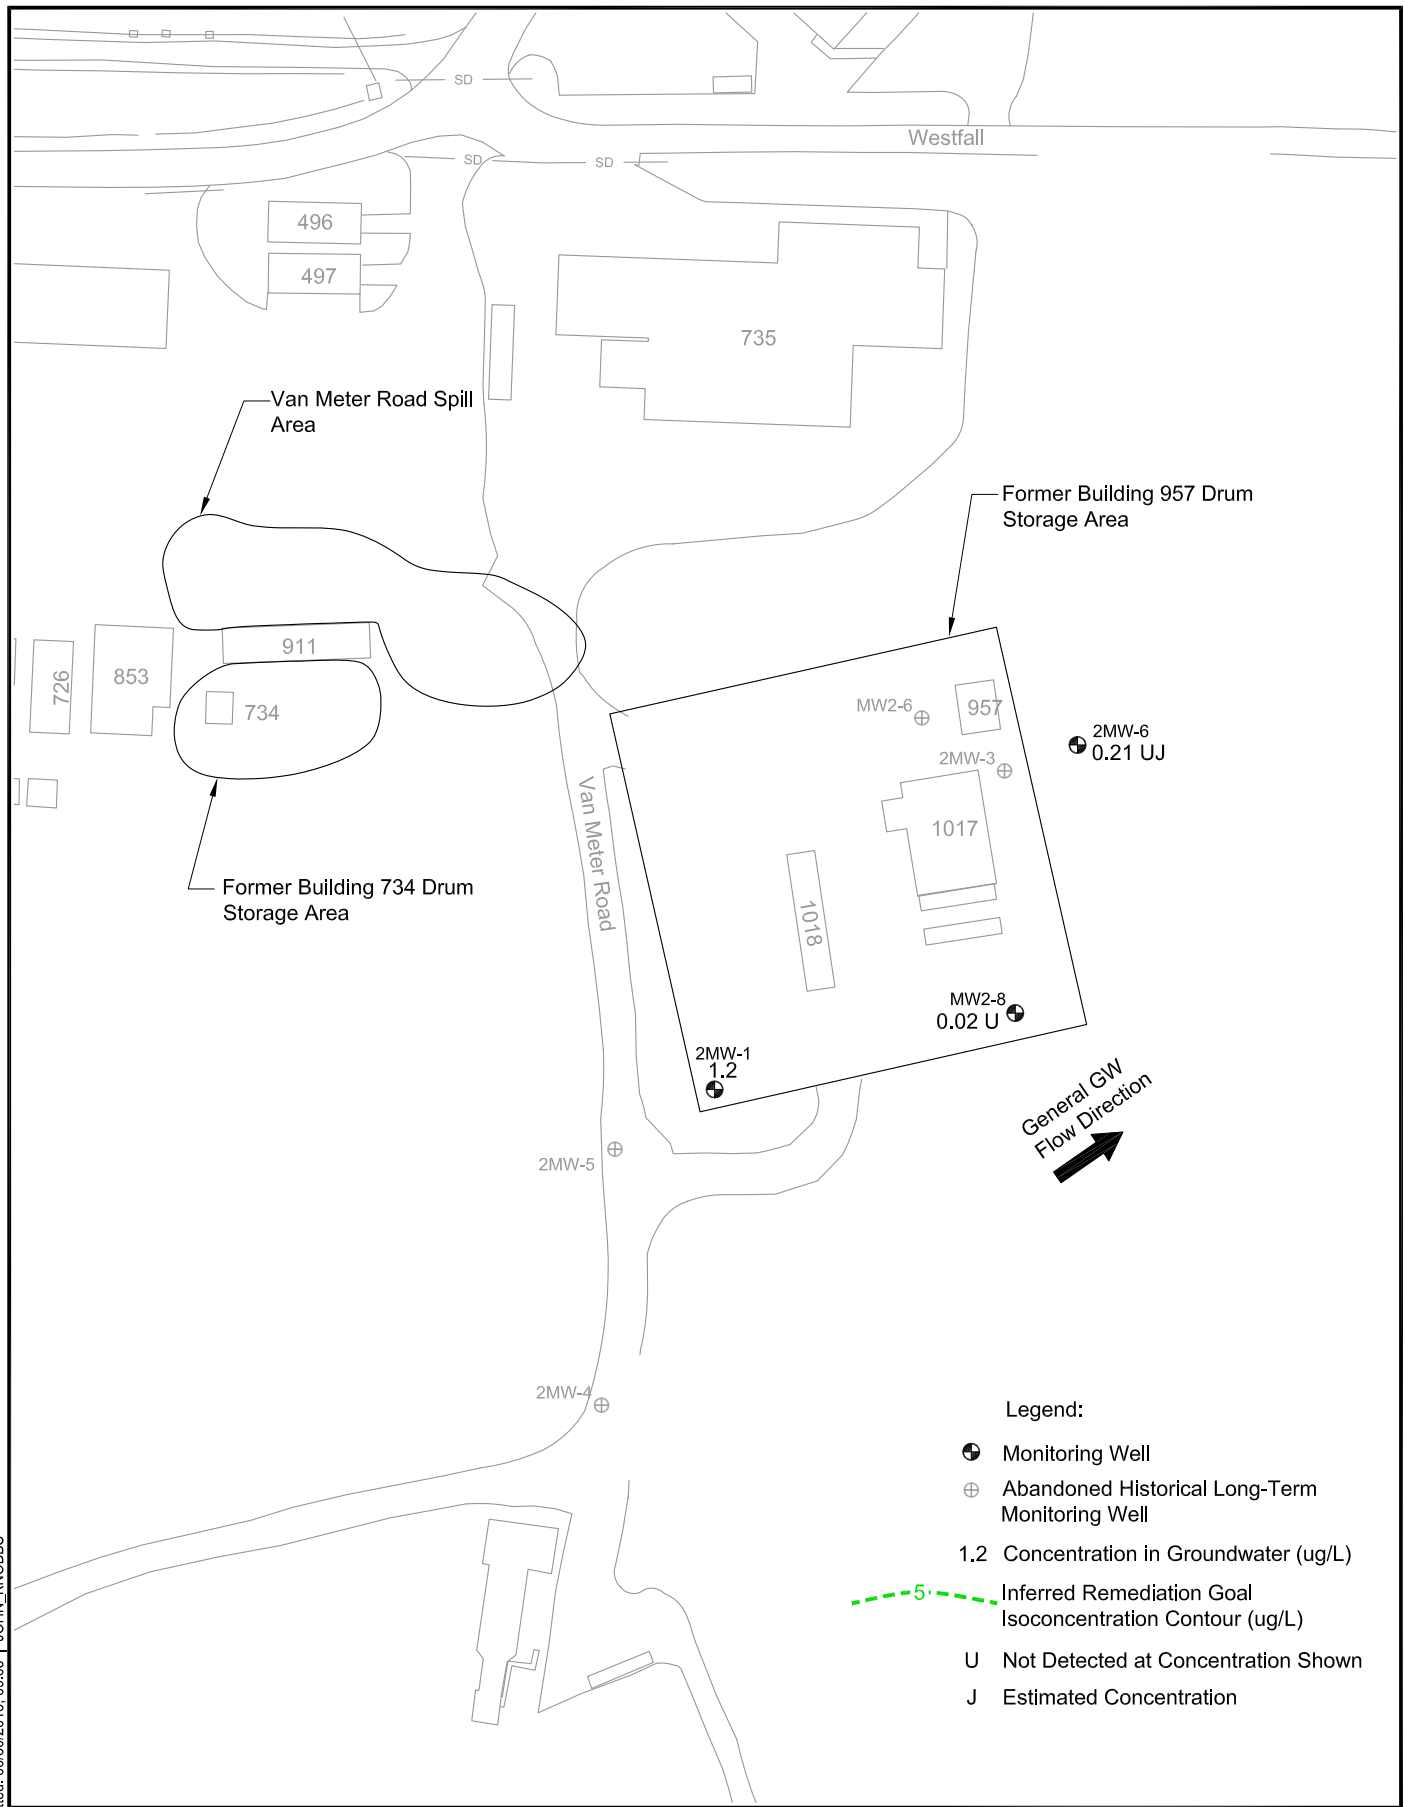 SD
Westfall
SD
SD
496
497
735
Van Meter Road Spill
Area
Former Building 957 Drum
Storage Area
911
853
726
734
MW2-6
957
2MW-6
0.21 UJ
2MW-3
Van Meter Road
1017
Former Building 734 Drum
Storage Area
1018
MW2-8
0.02 U
2MW-1
1.2
General GW
Flow Direction
2MW-5
2MW-4
Legend:
Monitoring Well
Abandoned Historical Long-Term
Monitoring Well
1.2 Concentration in Groundwater (ug/L)
5 Inferred Remediation Goal
Isoconcentration Contour (ug/L)
U Not Detected at Concentration Shown
J Estimated Concentration